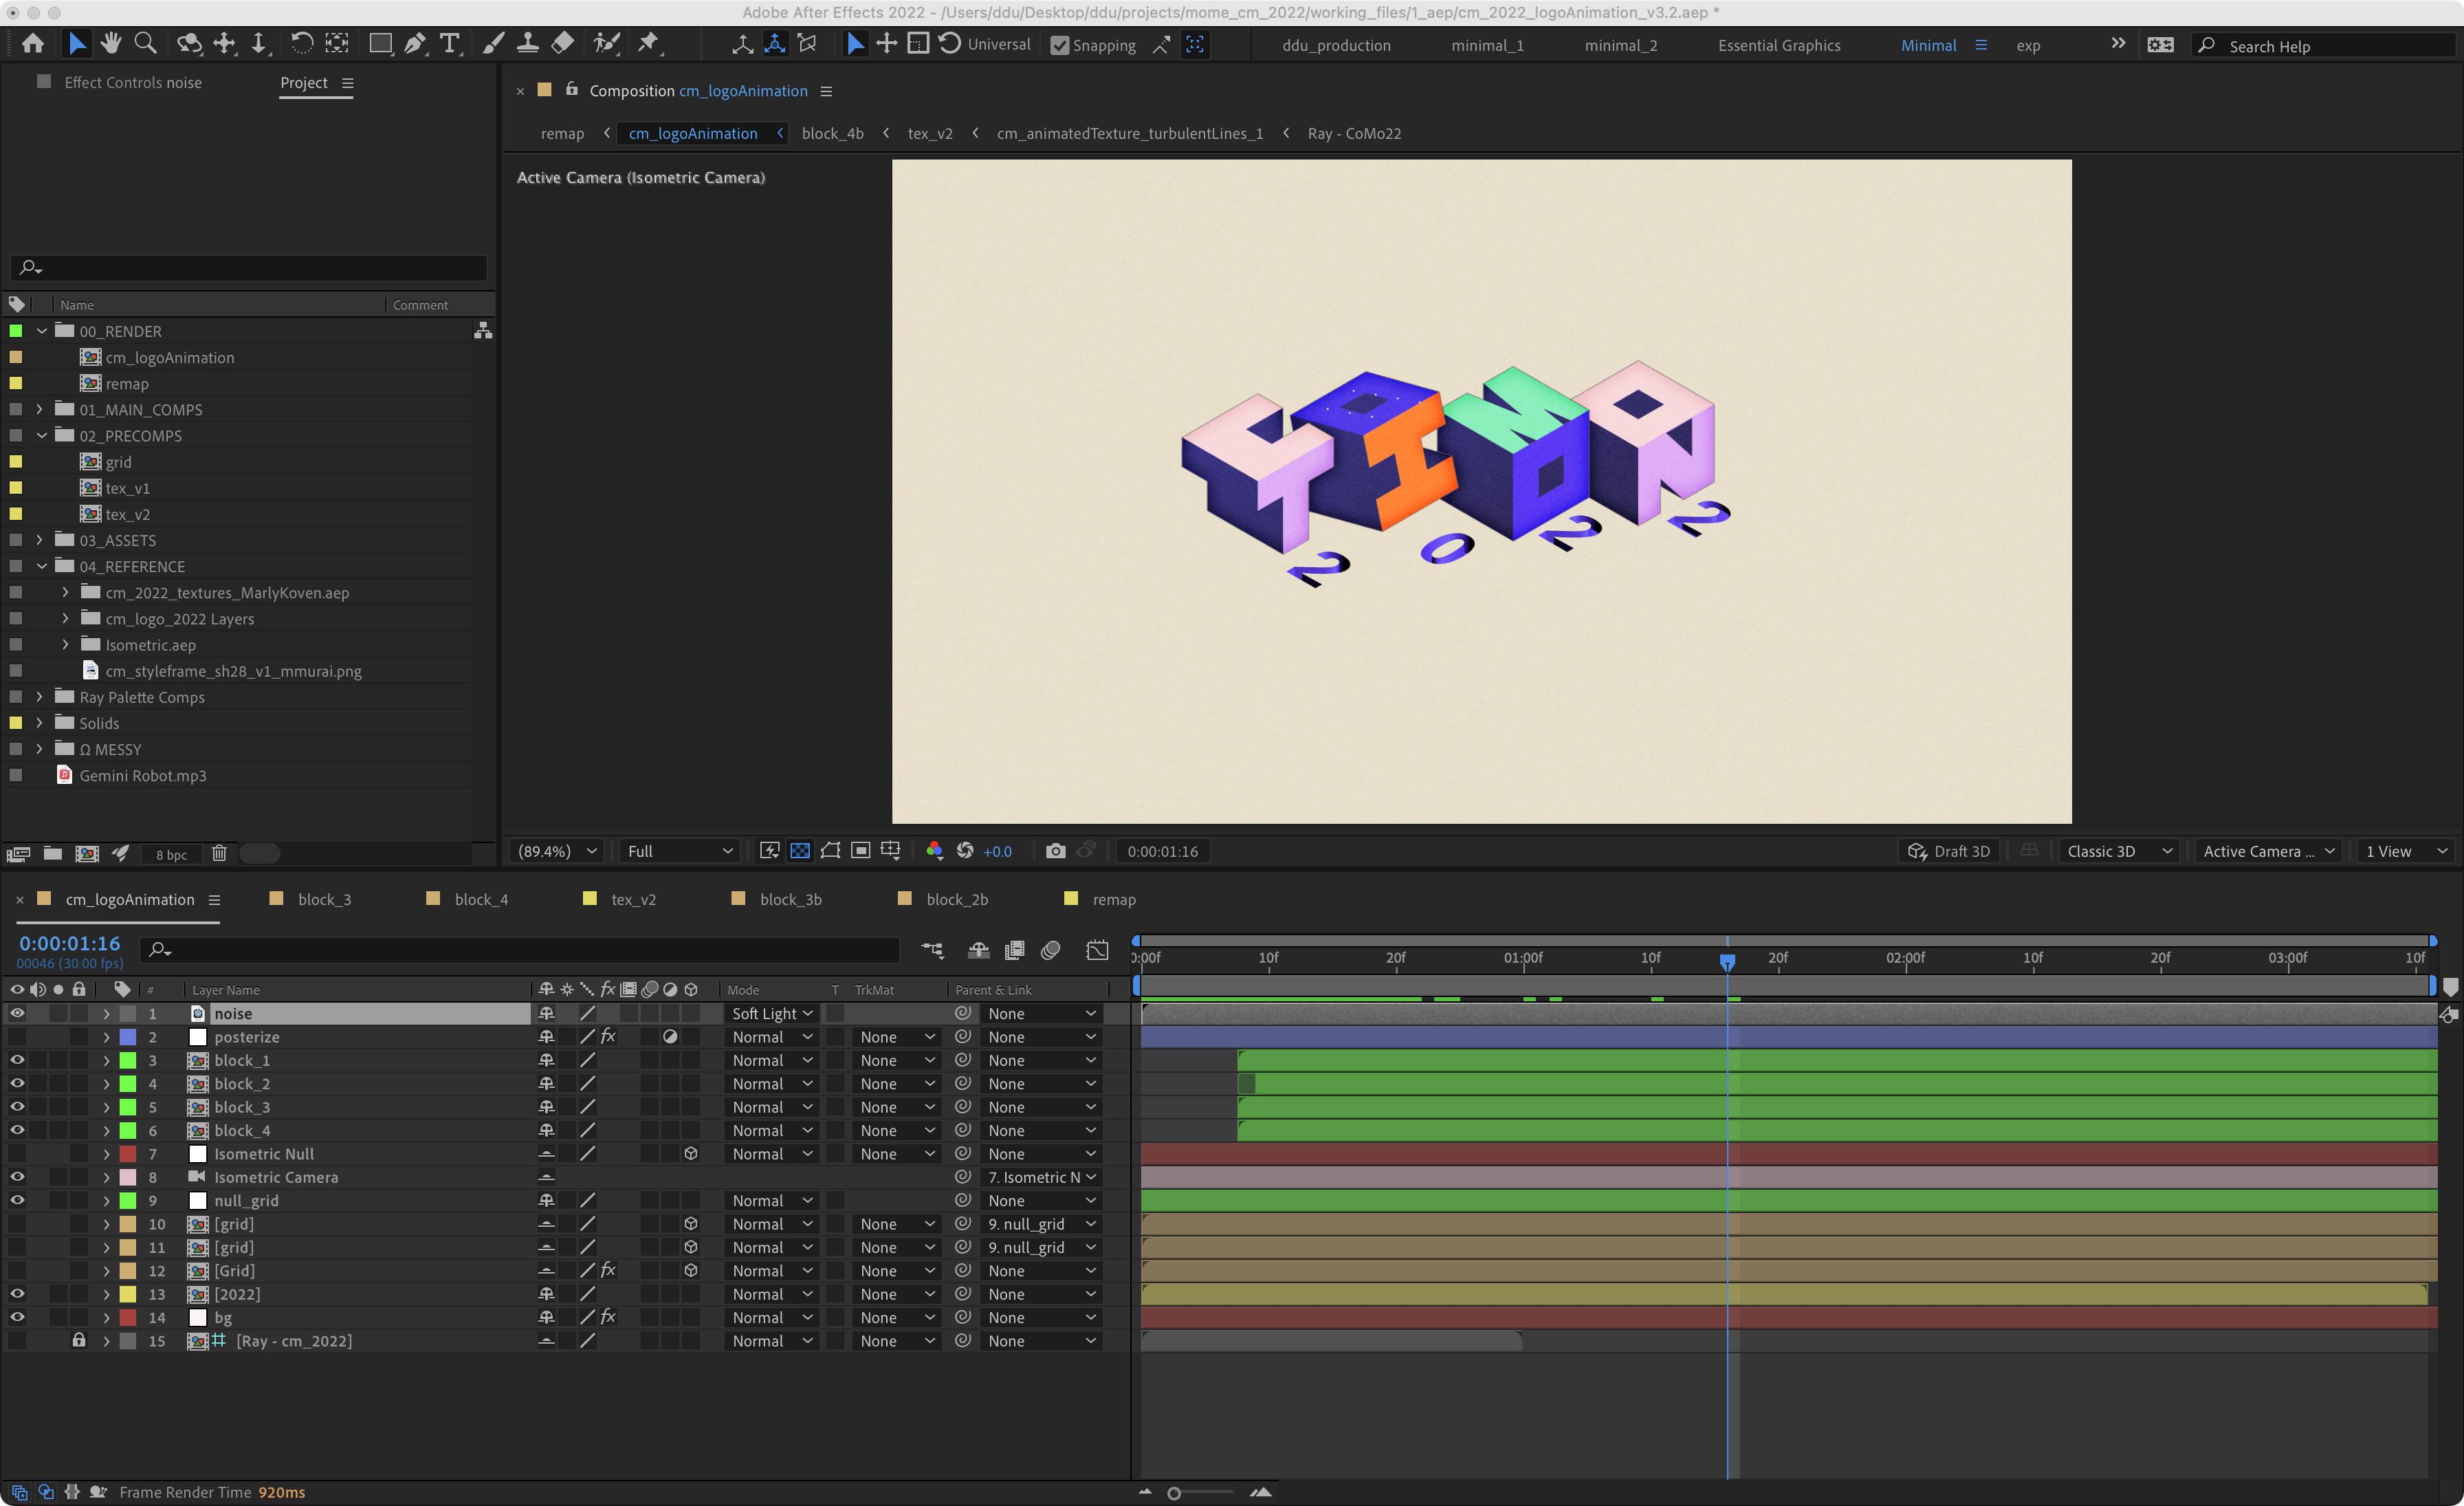 Adobe After Effects 2022 - /Users/ddu/Desktop/ddu/projects/mome_cm_2022/working_files/1_aep/cm_2022_logoAnimation_v3.2.aep *
Universal Snapping ddu_production minimal_1 minimal_2 Essential Graphics Minimal exp Search Help
Effect Controls noise Project
Composition cm_logoAnimation
remap cm_logoAnimation block_4b tex_v2 cm_animatedTexture_turbulentLines_1 Ray - CoMo22
Active Camera (Isometric Camera)
Name Comment
00_RENDER
cm_logoAnimation
remap
01_MAIN_COMPS
02_PRECOMPS
grid
tex_v1
tex_v2
03_ASSETS
04_REFERENCE
cm_2022_textures_MarlyKoven.aep
cm_logo_2022 Layers
Isometric.aep
cm_styleframe_sh28_v1_mmurai.png
Ray Palette Comps
Solids
Ω MESSY
Gemini Robot.mp3
2 0 2 2
8 bpc
(89.4%) Full +0.0 0:00:01:16 Draft 3D Classic 3D Active Camera ... 1 View
cm_logoAnimation block_3 block_4 tex_v2 block_3b block_2b remap
0:00:01:16
00046 (30.00 fps)
0:00f 10f 20f 01:00f 10f 20f 02:00f 10f 20f 03:00f 10f
# Layer Name fx Mode T TrkMat Parent & Link
1 noise Soft Light None
2 posterize fx Normal None None
3 block_1 Normal None None
4 block_2 Normal None None
5 block_3 Normal None None
6 block_4 Normal None None
7 Isometric Null Normal None None
8 Isometric Camera 7. Isometric N
9 null_grid Normal None
10 [grid] Normal None 9. null_grid
11 [grid] Normal None 9. null_grid
12 [Grid] fx Normal None None
13 [2022] Normal None None
14 bg fx Normal None None
15 [Ray - cm_2022] Normal None None
Frame Render Time 920ms